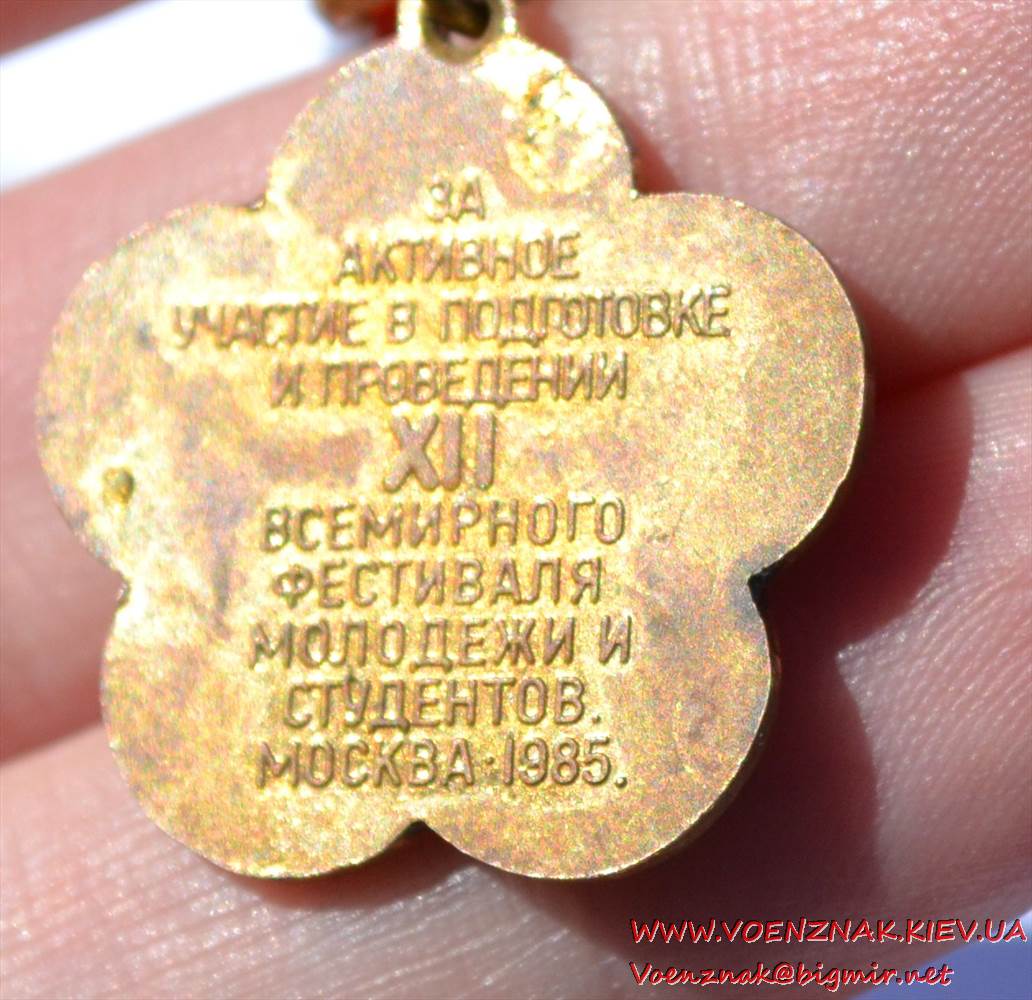 ЗА
АКТИВНОЕ
УЧАСТИЕ В ПОДГОТОВКЕ
И ПРОВЕДЕНИИ
XII
ВСЕМИРНОГО
ФЕСТИВАЛЯ
МОЛОДЕЖИ И
СТУДЕНТОВ.
МОСКВА·1985.
WWW.VOENZNAK.KIEV.UA
Voenznak@bigmir.net